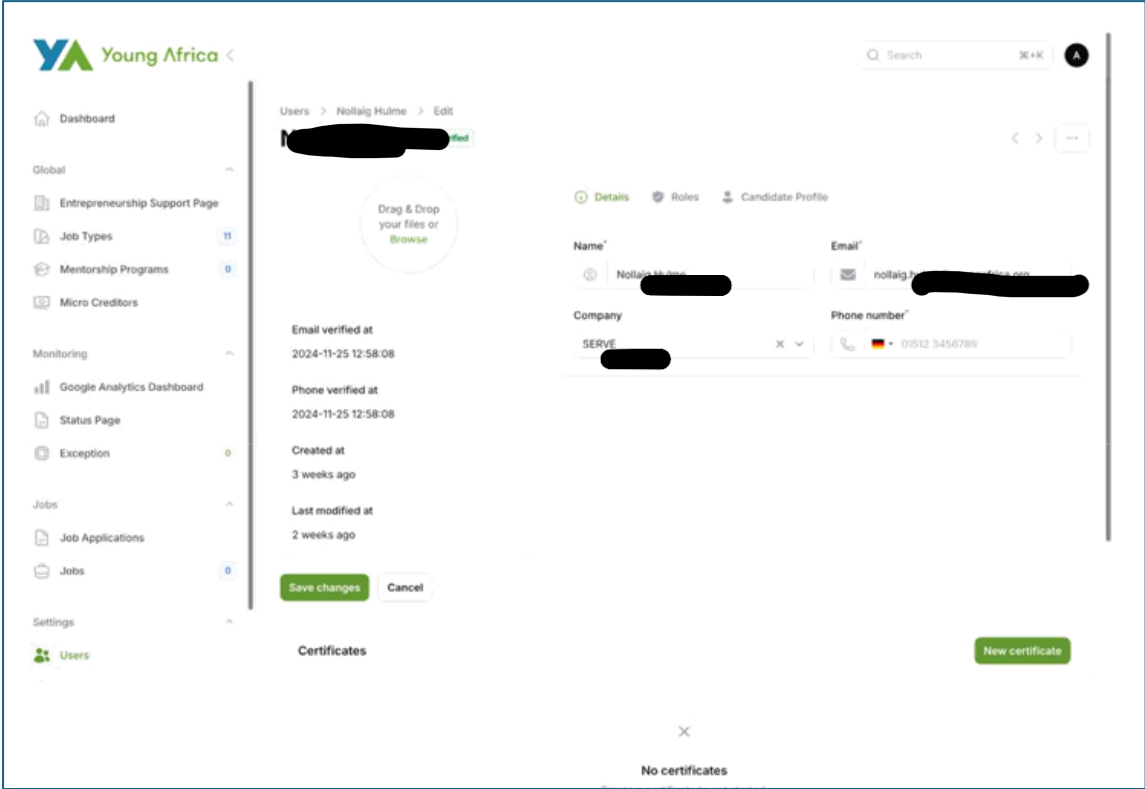 Young Africa
Search ⌘+K A
Dashboard
Global
Entrepreneurship Support Page
Job Types 11
Mentorship Programs 0
Micro Creditors
Monitoring
Google Analytics Dashboard
Status Page
Exception 0
Jobs
Job Applications
Jobs 0
Settings
Users
Users > Nollaig Hulme > Edit
Drag & Drop
your files or
Browse
Email verified at
2024-11-25 12:58:08
Phone verified at
2024-11-25 12:58:08
Created at
3 weeks ago
Last modified at
2 weeks ago
Save changes Cancel
Details Roles Candidate Profile
Name* Email*
Nollaig
Company Phone number*
SERVE 01512 3456789
Certificates New certificate
No certificates